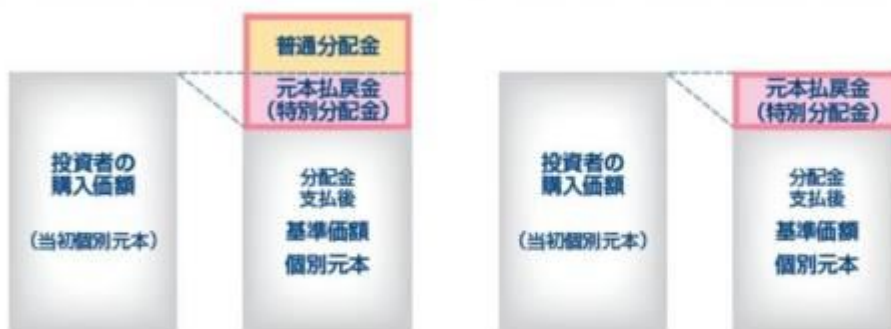 普通分配金
元本払戻金
(特別分配金)
投資者の
購入価額
(当初個別元本)
分配金
支払後
基準価額
個別元本
元本払戻金
(特別分配金)
投資者の
購入価額
(当初個別元本)
分配金
支払後
基準価額
個別元本